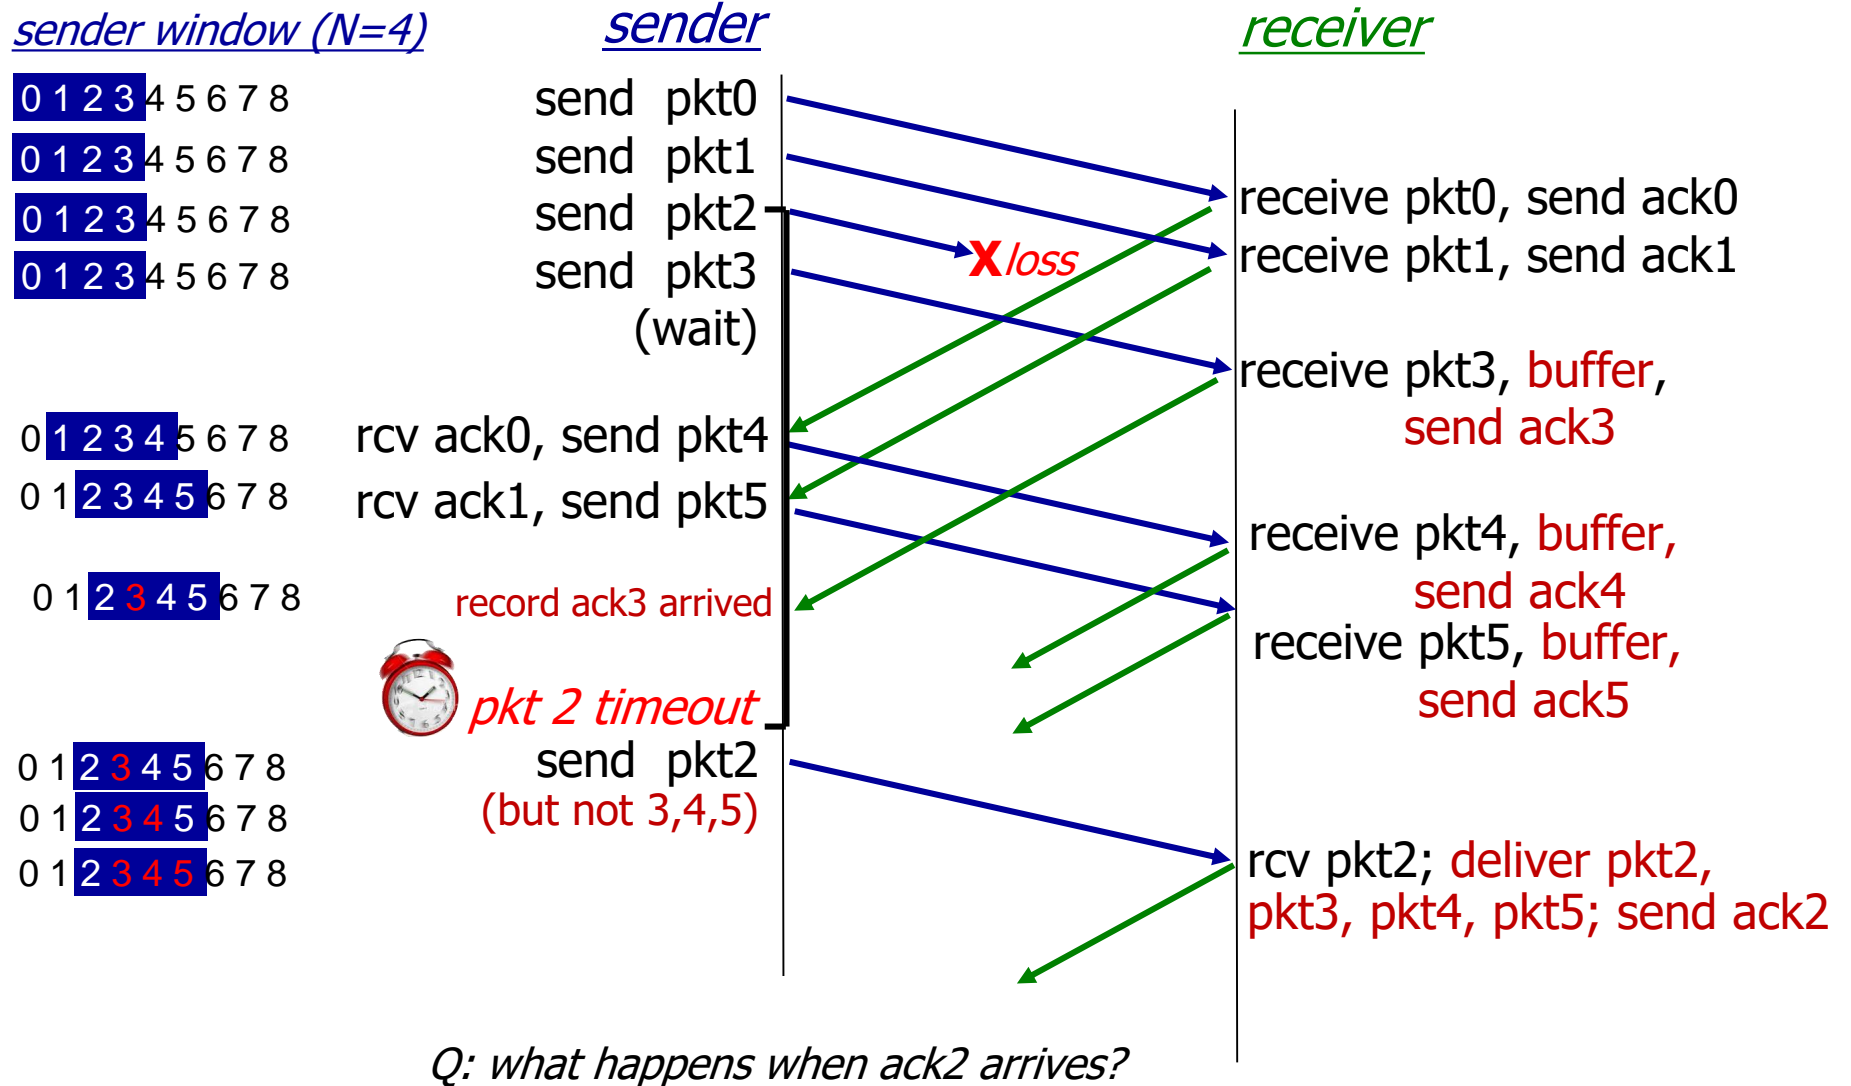 sender window (N=4)
sender
receiver
0 1 2 3 4 5 6 7 8
send pkt0
0 1 2 3 4 5 6 7 8
send pkt1
0 1 2 3 4 5 6 7 8
send pkt2
0 1 2 3 4 5 6 7 8
send pkt3
(wait)
X loss
receive pkt0, send ack0
receive pkt1, send ack1
receive pkt3, buffer,
send ack3
0 1 2 3 4 5 6 7 8
rcv ack0, send pkt4
0 1 2 3 4 5 6 7 8
rcv ack1, send pkt5
receive pkt4, buffer,
send ack4
0 1 2 3 4 5 6 7 8
record ack3 arrived
receive pkt5, buffer,
send ack5
pkt 2 timeout
0 1 2 3 4 5 6 7 8
send pkt2
0 1 2 3 4 5 6 7 8
(but not 3,4,5)
0 1 2 3 4 5 6 7 8
rcv pkt2; deliver pkt2,
pkt3, pkt4, pkt5; send ack2
Q: what happens when ack2 arrives?